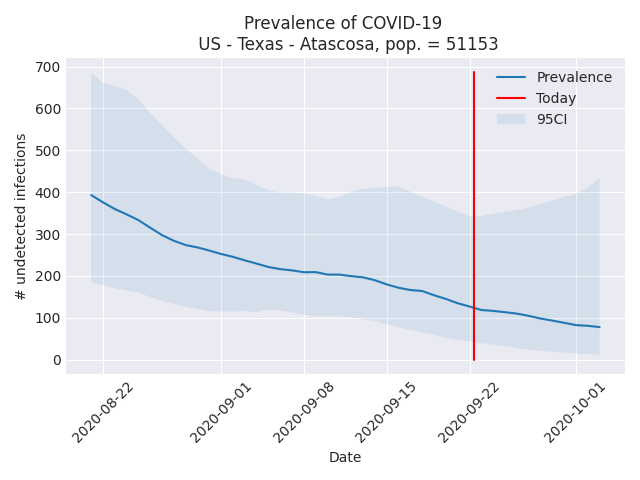 Prevalence of COVID-19
US - Texas - Atascosa, pop. = 51153
700
600
500
400
300
200
100
0
# undetected infections
Prevalence
Today
95CI
2020-08-22
2020-09-01
2020-09-08
2020-09-15
2020-09-22
2020-10-01
Date